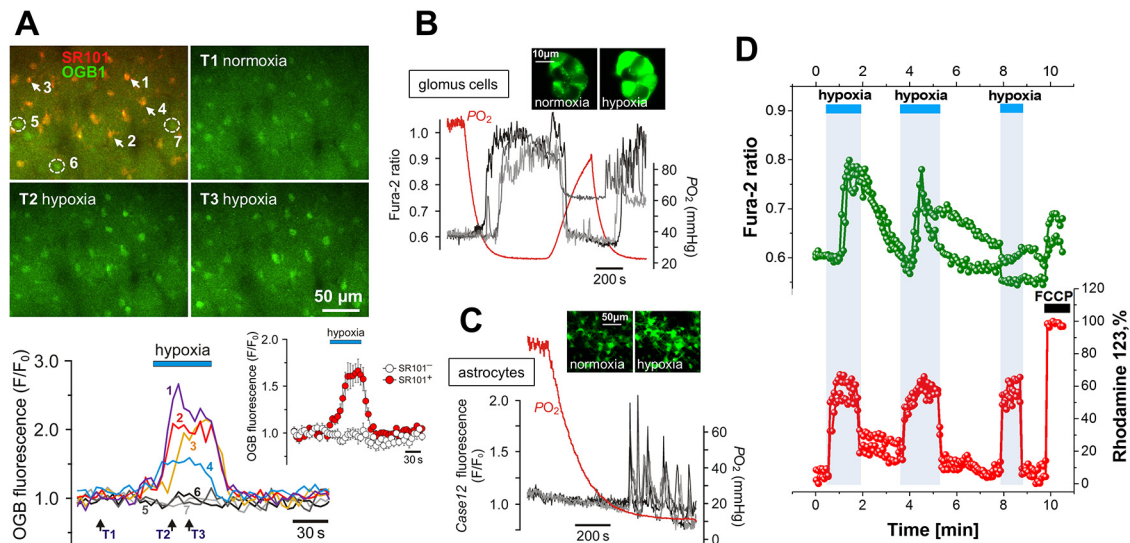 A
SR101
OGB1
3
1
4
5
2
7
6
T1 normoxia
T2 hypoxia
T3 hypoxia
50 µm
hypoxia
3.0
2.0
1.0
OGB fluorescence (F/F0)
1
2
3
4
5
6
7
T1
T2
T3
30 s
hypoxia
OGB fluorescence (F/F0)
2.0
1.5
1.0
0.5
SR101−
SR101+
30 s
B
glomus cells
10µm
normoxia
hypoxia
PO2
Fura-2 ratio
1.0
0.9
0.8
0.7
0.6
80
60
40
20
PO2 (mmHg)
200 s
C
astrocytes
50µm
normoxia
hypoxia
PO2
Case12 fluorescence
(F/F0)
2.0
1.5
1.0
60
40
20
0
PO2 (mmHg)
200 s
D
0 2 4 6 8 10
hypoxia hypoxia hypoxia
Fura-2 ratio
0.9
0.8
0.7
0.6
FCCP
120
100
80
60
40
20
0
Rhodamine 123,%
0 2 4 6 8 10
Time [min]